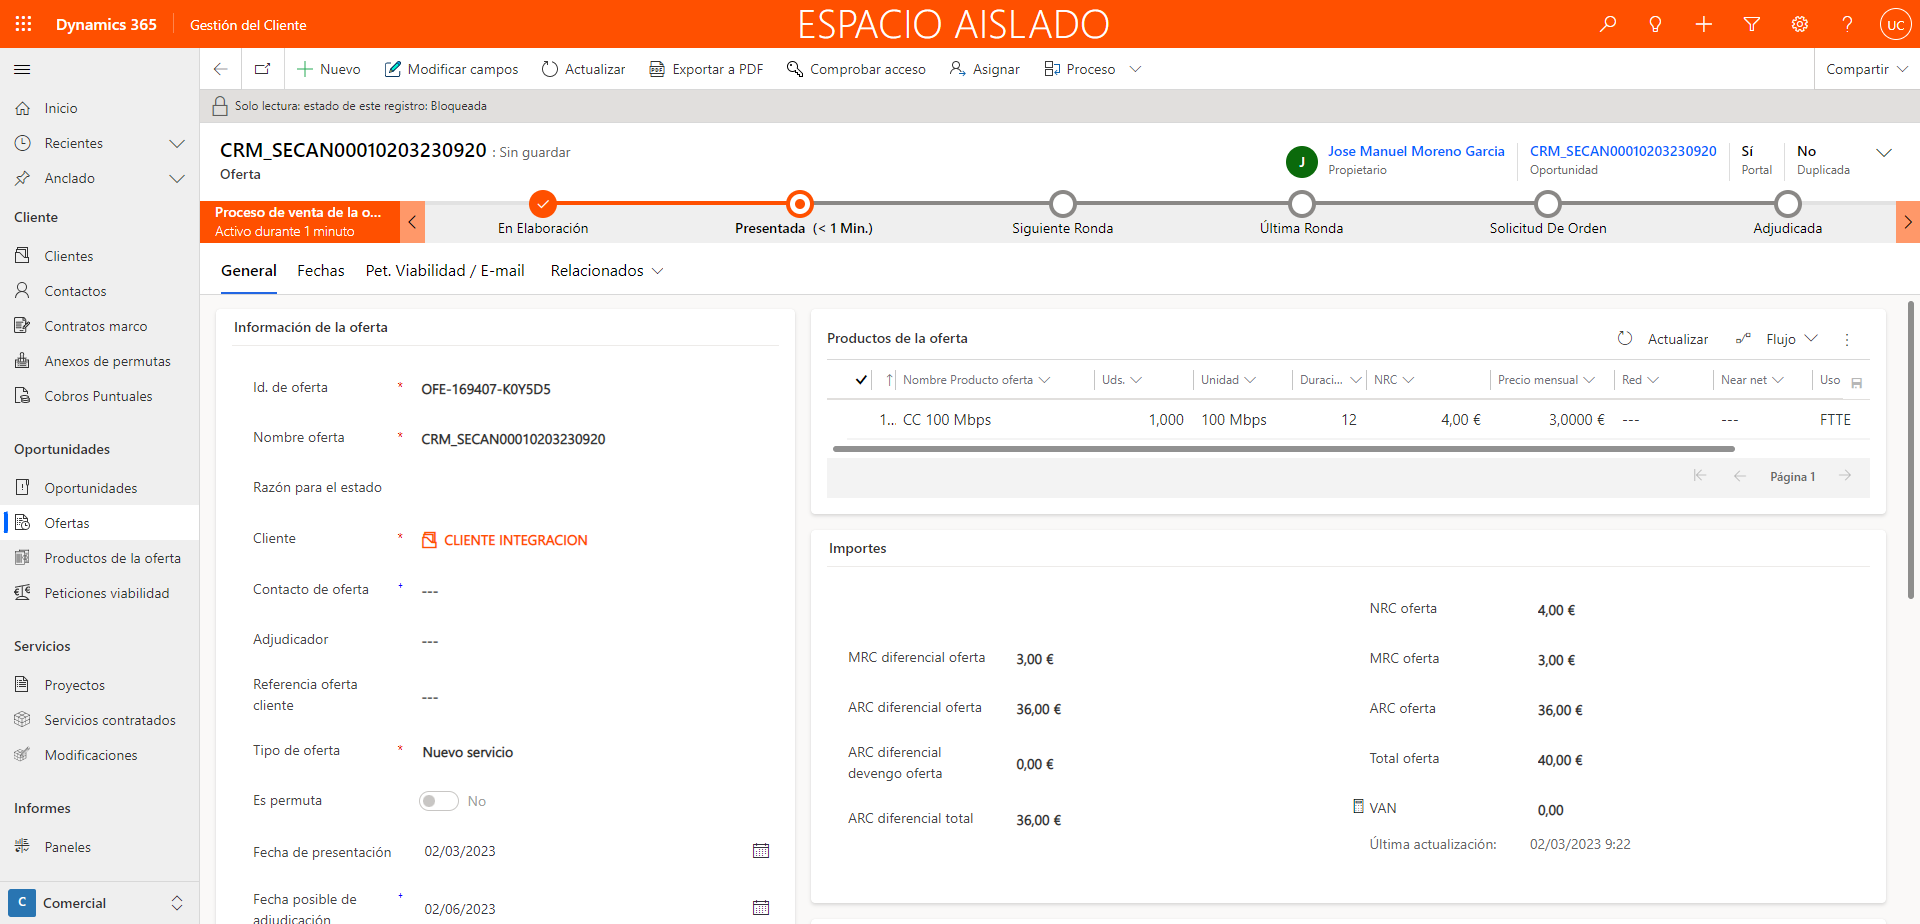 Dynamics 365
Gestión del Cliente
ESPACIO AISLADO
UC
Nuevo
Modificar campos
Actualizar
Exportar a PDF
Comprobar acceso
Asignar
Proceso
Compartir
Solo lectura: estado de este registro: Bloqueada
Inicio
Recientes
Anclado
Cliente
Clientes
Contactos
Contratos marco
Anexos de permutas
Cobros Puntuales
Oportunidades
Oportunidades
Ofertas
Productos de la oferta
Peticiones viabilidad
Servicios
Proyectos
Servicios contratados
Modificaciones
Informes
Paneles
C Comercial
CRM_SECAN00010203230920 : Sin guardar
Oferta
J
Jose Manuel Moreno Garcia
Propietario
CRM_SECAN00010203230920
Oportunidad
Sí
Portal
No
Duplicada
Proceso de venta de la o...
Activo durante 1 minuto
En Elaboración
Presentada (< 1 Min.)
Siguiente Ronda
Última Ronda
Solicitud De Orden
Adjudicada
General
Fechas
Pet. Viabilidad / E-mail
Relacionados
Información de la oferta
Id. de oferta * OFE-169407-K0Y5D5
Nombre oferta * CRM_SECAN00010203230920
Razón para el estado
Cliente * CLIENTE INTEGRACION
Contacto de oferta + ---
Adjudicador ---
Referencia oferta
cliente ---
Tipo de oferta * Nuevo servicio
Es permuta No
Fecha de presentación 02/03/2023
Fecha posible de
adjudicación + 02/06/2023
Productos de la oferta
Actualizar
Flujo
Nombre Producto oferta Uds. Unidad Duraci... NRC Precio mensual Red Near net Uso
1... CC 100 Mbps 1,000 100 Mbps 12 4,00 € 3,0000 € --- --- FTTE
Página 1
Importes
MRC diferencial oferta 3,00 €
ARC diferencial oferta 36,00 €
ARC diferencial
devengo oferta 0,00 €
ARC diferencial total 36,00 €
NRC oferta 4,00 €
MRC oferta 3,00 €
ARC oferta 36,00 €
Total oferta 40,00 €
VAN 0,00
Última actualización: 02/03/2023 9:22